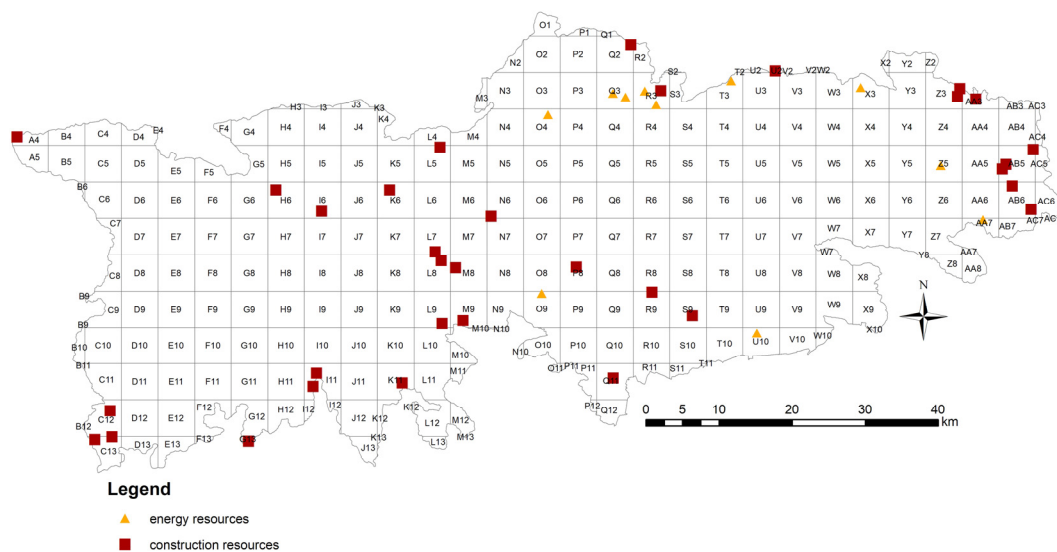 O1
P1 Q1
N2 O2 P2 Q2 R2
S2 T2 U2 U2V2 V2W2 X2 Y2 Z2
M3 N3 O3 P3 Q3 R3 S3 T3 U3 V3 W3 X3 Y3 Z3 AA3 AB3 AC3
H3 I3 J3 K3
F4 G4 H4 I4 J4 K4 L4 M4 N4 O4 P4 Q4 R4 S4 T4 U4 V4 W4 X4 Y4 Z4 AA4 AB4 AC4
A4 B4 C4 D4 E4
A5 B5 C5 D5 E5 F5 G5 H5 I5 J5 K5 L5 M5 N5 O5 P5 Q5 R5 S5 T5 U5 V5 W5 X5 Y5 Z5 AA5 AB5 AC5
B6 C6 D6 E6 F6 G6 H6 I6 J6 K6 L6 M6 N6 O6 P6 Q6 R6 S6 T6 U6 V6 W6 X6 Y6 Z6 AA6 AB6 AC6
C7 D7 E7 F7 G7 H7 I7 J7 K7 L7 M7 N7 O7 P7 Q7 R7 S7 T7 U7 V7 W7 X7 Y7 Z7 AA7 AB7 AC7
W7 AA7
C8 D8 E8 F8 G8 H8 I8 J8 K8 L8 M8 N8 O8 P8 Q8 R8 S8 T8 U8 V8 W8 X8 Y8 Z8 AA8
B9 C9 D9 E9 F9 G9 H9 I9 J9 K9 L9 M9 N9 O9 P9 Q9 R9 S9 T9 U9 V9 W9 X9
N
B9
B10 C10 D10 E10 F10 G10 H10 I10 J10 K10 L10 M10 N10 O10 P10 Q10 R10 S10 T10 U10 V10 W10 X10
M10 N10
B11 C11 D11 E11 F11 G11 H11 I11 J11 K11 L11 M11 O11 P11 P11 Q11 R11 S11 T11
B12 C12 D12 E12 G12 H12 I12 I12 J12 K12 K12 L12 M12 P12 Q12
C13 D13 E13 F13 G13 J13 K13 L13 M13
0 10 20 30 40
km
Legend
energy resources
construction resources